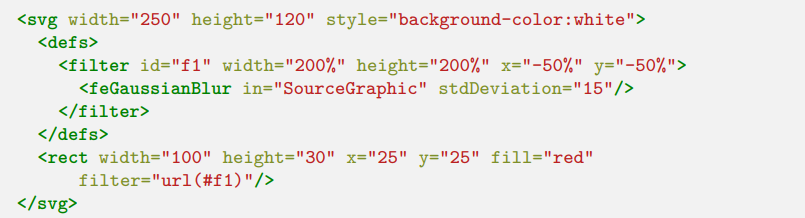 <svg width="250" height="120" style="background-color:white">
<defs>
<filter id="f1" width="200%" height="200%" x="-50%" y="-50%">
<feGaussianBlur in="SourceGraphic" stdDeviation="15"/>
</filter>
</defs>
<rect width="100" height="30" x="25" y="25" fill="red"
filter="url(#f1)"/>
</svg>